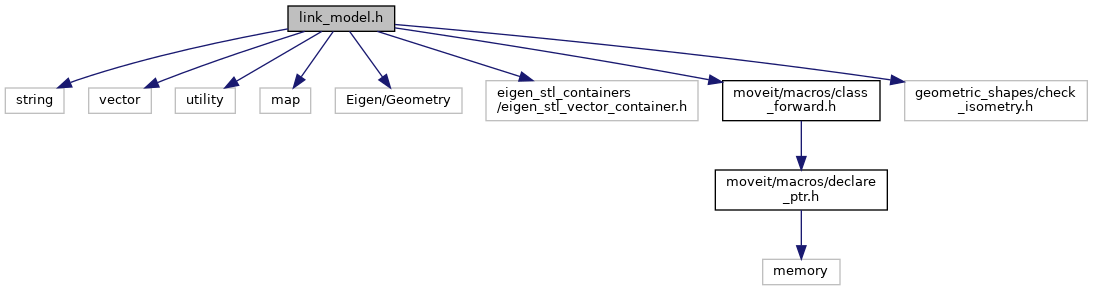 link_model.h
string
vector
utility
map
Eigen/Geometry
eigen_stl_containers
/eigen_stl_vector_container.h
moveit/macros/class
_forward.h
geometric_shapes/check
_isometry.h
moveit/macros/declare
_ptr.h
memory